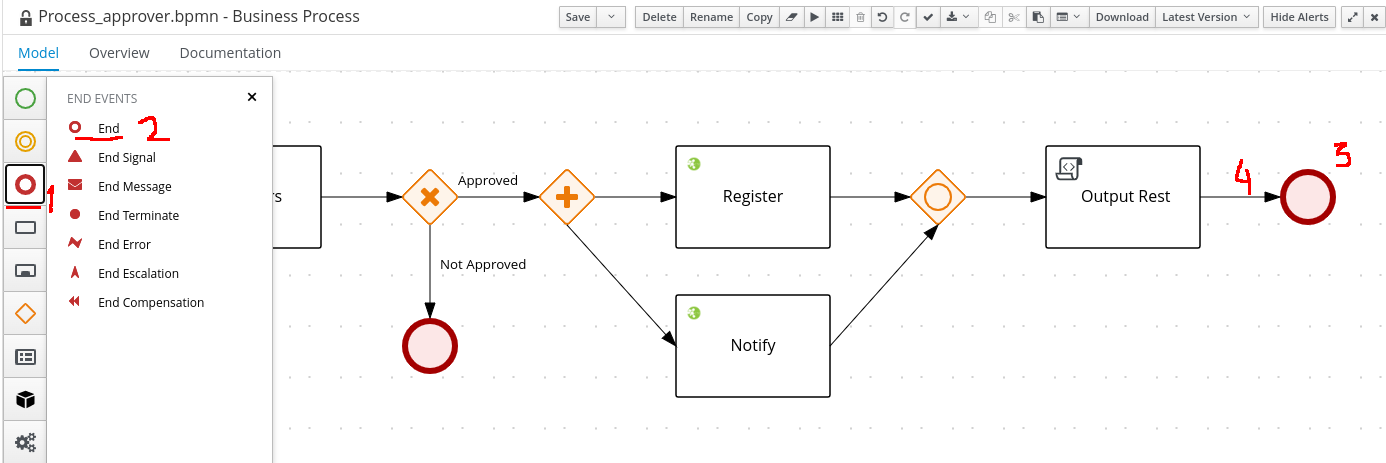 Process_approver.bpmn - Business Process
Save Delete Rename Copy Download Latest Version Hide Alerts
Model Overview Documentation
END EVENTS
End 2
End Signal
End Message
End Terminate
End Error
End Escalation
End Compensation
1
rs
Approved
Not Approved
Register
Notify
Output Rest
4
3